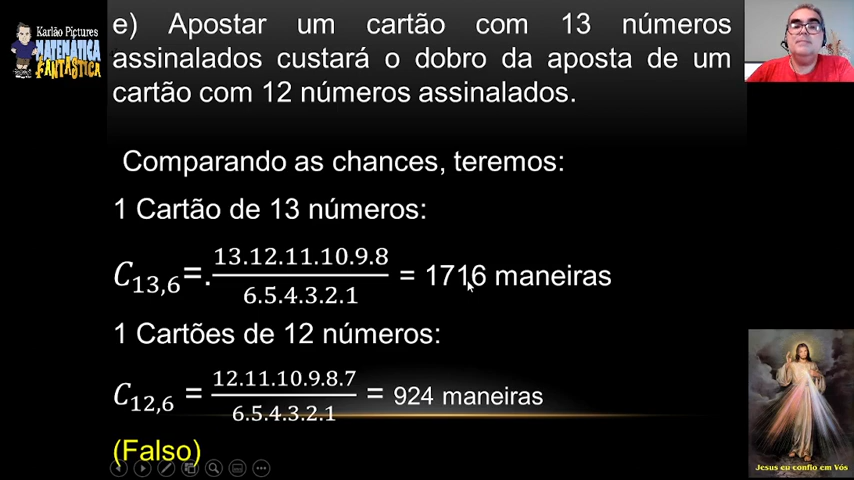 Karlão Pictures
MATEMÁTICA
FANTÁSTICA
e) Apostar um cartão com 13 números
assinalados custará o dobro da aposta de um
cartão com 12 números assinalados.
Comparando as chances, teremos:
1 Cartão de 13 números:
C₁₃,₆=.13.12.11.10.9.8/6.5.4.3.2.1 = 1716 maneiras
1 Cartões de 12 números:
C₁₂,₆ = 12.11.10.9.8.7/6.5.4.3.2.1 = 924 maneiras
(Falso)
Jesus eu confio em Vós